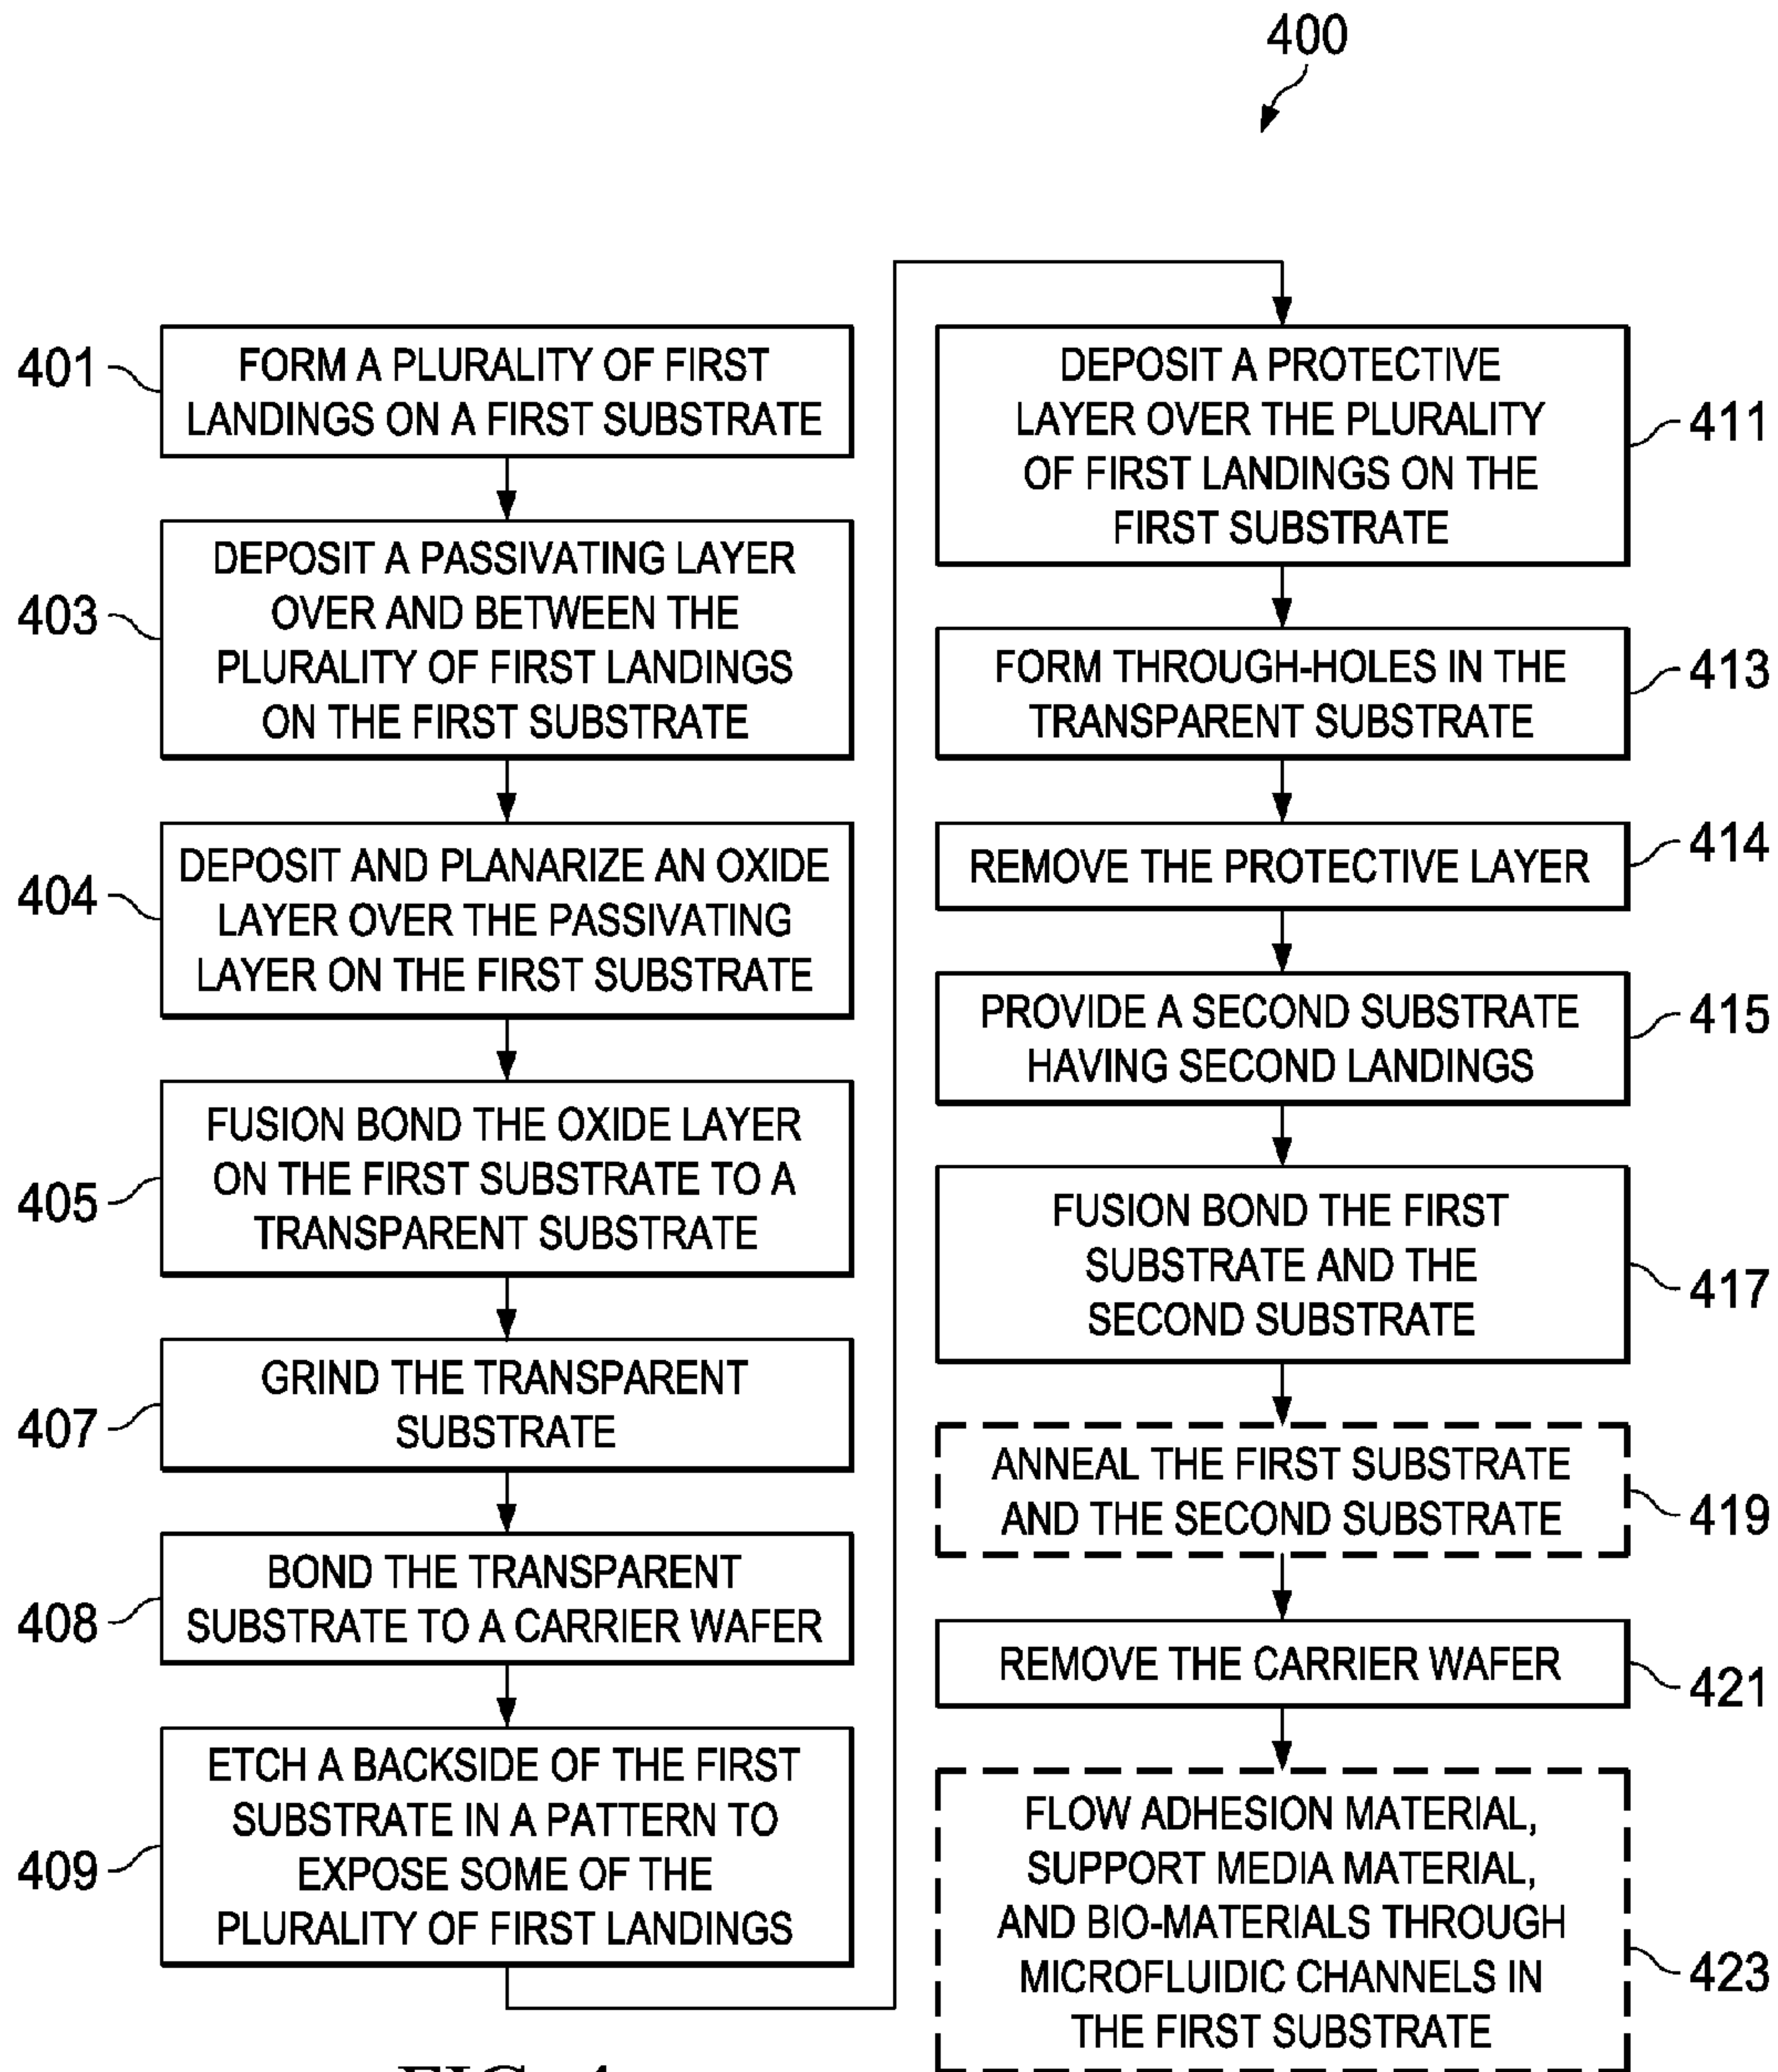 400
401
FORM A PLURALITY OF FIRST
LANDINGS ON A FIRST SUBSTRATE
403
DEPOSIT A PASSIVATING LAYER
OVER AND BETWEEN THE
PLURALITY OF FIRST LANDINGS
ON THE FIRST SUBSTRATE
404
DEPOSIT AND PLANARIZE AN OXIDE
LAYER OVER THE PASSIVATING
LAYER ON THE FIRST SUBSTRATE
405
FUSION BOND THE OXIDE LAYER
ON THE FIRST SUBSTRATE TO A
TRANSPARENT SUBSTRATE
407
GRIND THE TRANSPARENT
SUBSTRATE
408
BOND THE TRANSPARENT
SUBSTRATE TO A CARRIER WAFER
409
ETCH A BACKSIDE OF THE FIRST
SUBSTRATE IN A PATTERN TO
EXPOSE SOME OF THE
PLURALITY OF FIRST LANDINGS
DEPOSIT A PROTECTIVE
LAYER OVER THE PLURALITY
OF FIRST LANDINGS ON THE
FIRST SUBSTRATE
411
FORM THROUGH-HOLES IN THE
TRANSPARENT SUBSTRATE
413
REMOVE THE PROTECTIVE LAYER
414
PROVIDE A SECOND SUBSTRATE
HAVING SECOND LANDINGS
415
FUSION BOND THE FIRST
SUBSTRATE AND THE
SECOND SUBSTRATE
417
ANNEAL THE FIRST SUBSTRATE
AND THE SECOND SUBSTRATE
419
REMOVE THE CARRIER WAFER
421
FLOW ADHESION MATERIAL,
SUPPORT MEDIA MATERIAL,
AND BIO-MATERIALS THROUGH
MICROFLUIDIC CHANNELS IN
THE FIRST SUBSTRATE
423